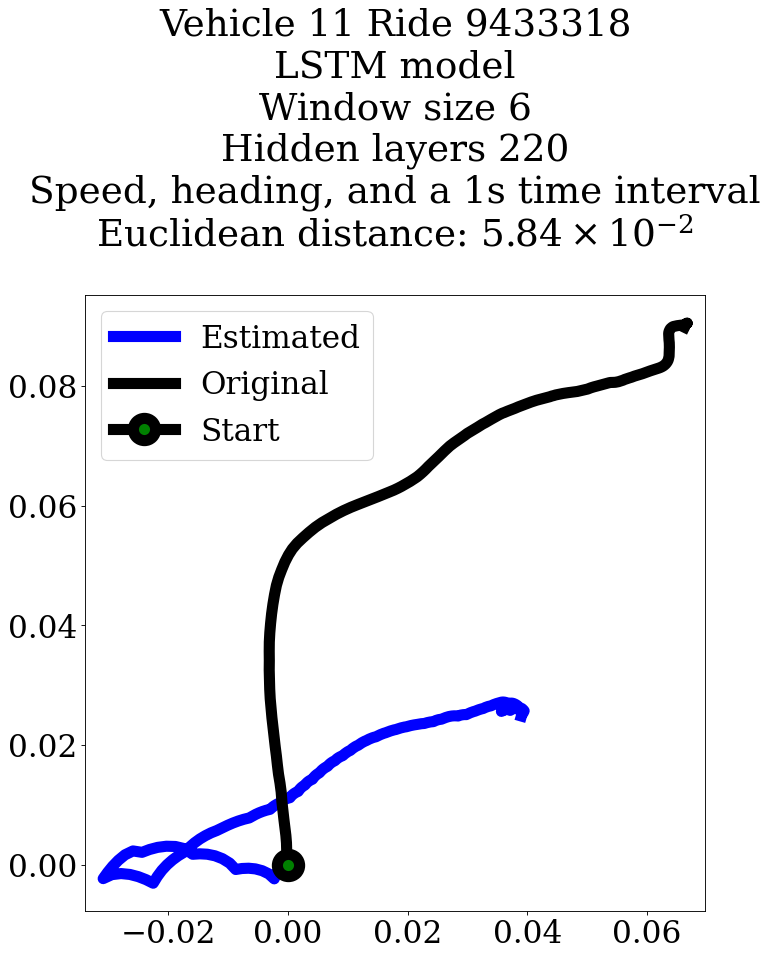 Vehicle 11 Ride 9433318
LSTM model
Window size 6
Hidden layers 220
Speed, heading, and a 1s time interval
Euclidean distance: 5.84 × 10⁻²
Estimated
Original
Start
0.08
0.06
0.04
0.02
0.00
−0.02 0.00 0.02 0.04 0.06